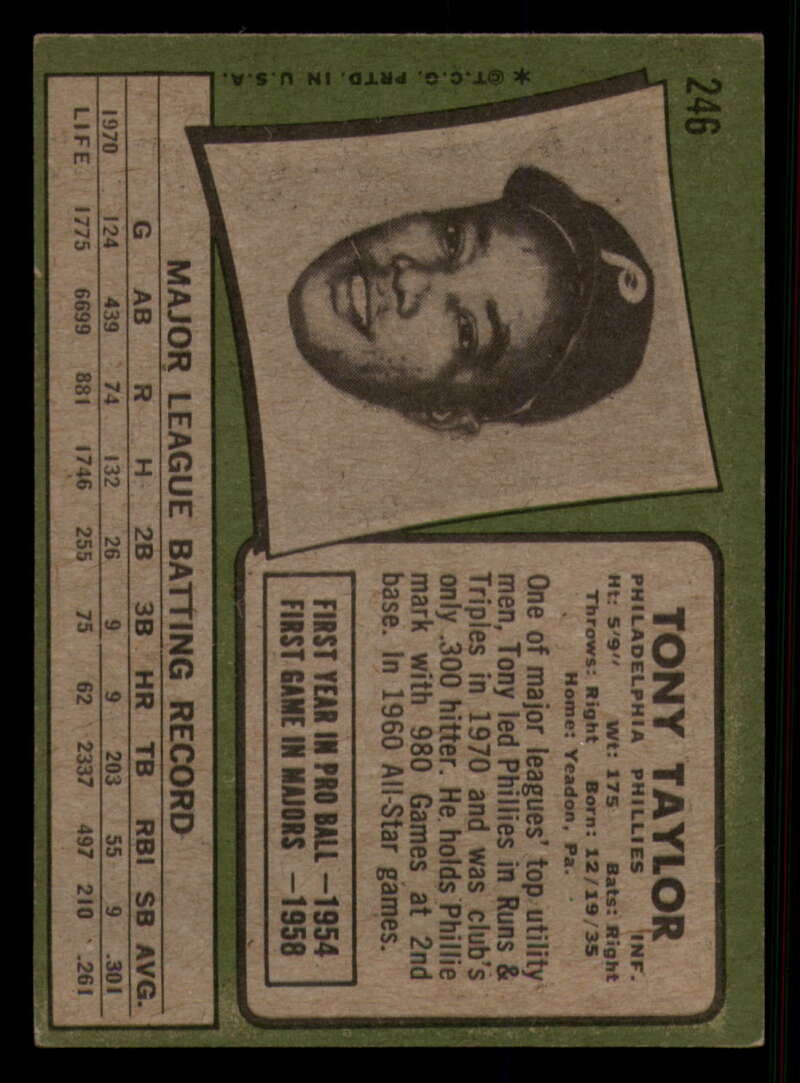 246
*©T.C.G. PRTD. IN U.S.A.
P
TONY TAYLOR
PHILADELPHIA PHILLIES INF.
Ht: 5'9" Wt: 175 Bats: Right
Throws: Right Born: 12/19/35
Home: Yeadon, Pa.
One of major leagues' top utility
men, Tony led Phillies in Runs &
Triples in 1970 and was club's
only .300 hitter. He holds Phillie
mark with 980 Games at 2nd
base. In 1960 All-Star games.
FIRST YEAR IN PRO BALL —1954
FIRST GAME IN MAJORS —1958
MAJOR LEAGUE BATTING RECORD
G AB R H 2B 3B HR TB RBI SB AVG.
1970 124 439 74 132 26 9 9 203 55 9 .301
LIFE 1775 6699 881 1746 255 75 62 2337 497 210 .261